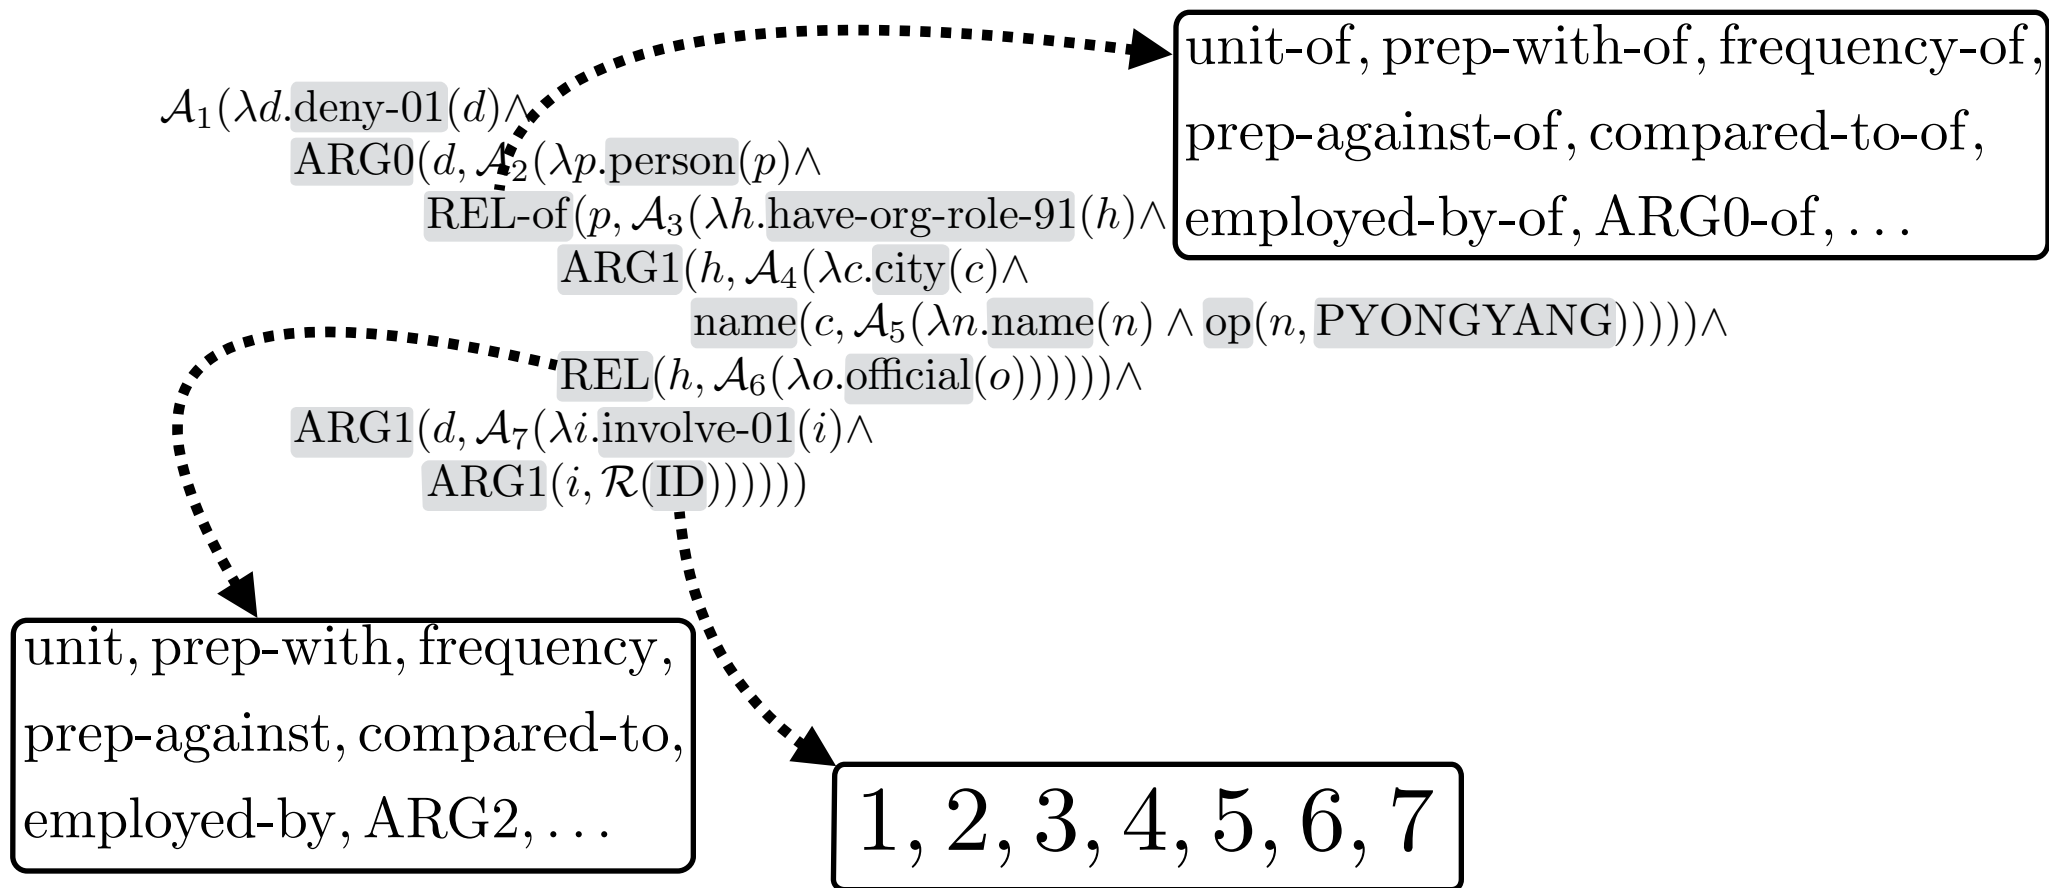 𝒜₁(λd.deny-01(d)∧
ARG0(d, 𝒜₂(λp.person(p)∧
REL-of(p, 𝒜₃(λh.have-org-role-91(h)∧
ARG1(h, 𝒜₄(λc.city(c)∧
name(c, 𝒜₅(λn.name(n) ∧ op(n, PYONGYANG)))))∧
REL(h, 𝒜₆(λo.official(o))))))∧
ARG1(d, 𝒜₇(λi.involve-01(i)∧
ARG1(i, ℛ(ID))))))
unit-of, prep-with-of, frequency-of,
prep-against-of, compared-to-of,
employed-by-of, ARG0-of, . . .
unit, prep-with, frequency,
prep-against, compared-to,
employed-by, ARG2, . . .
1, 2, 3, 4, 5, 6, 7